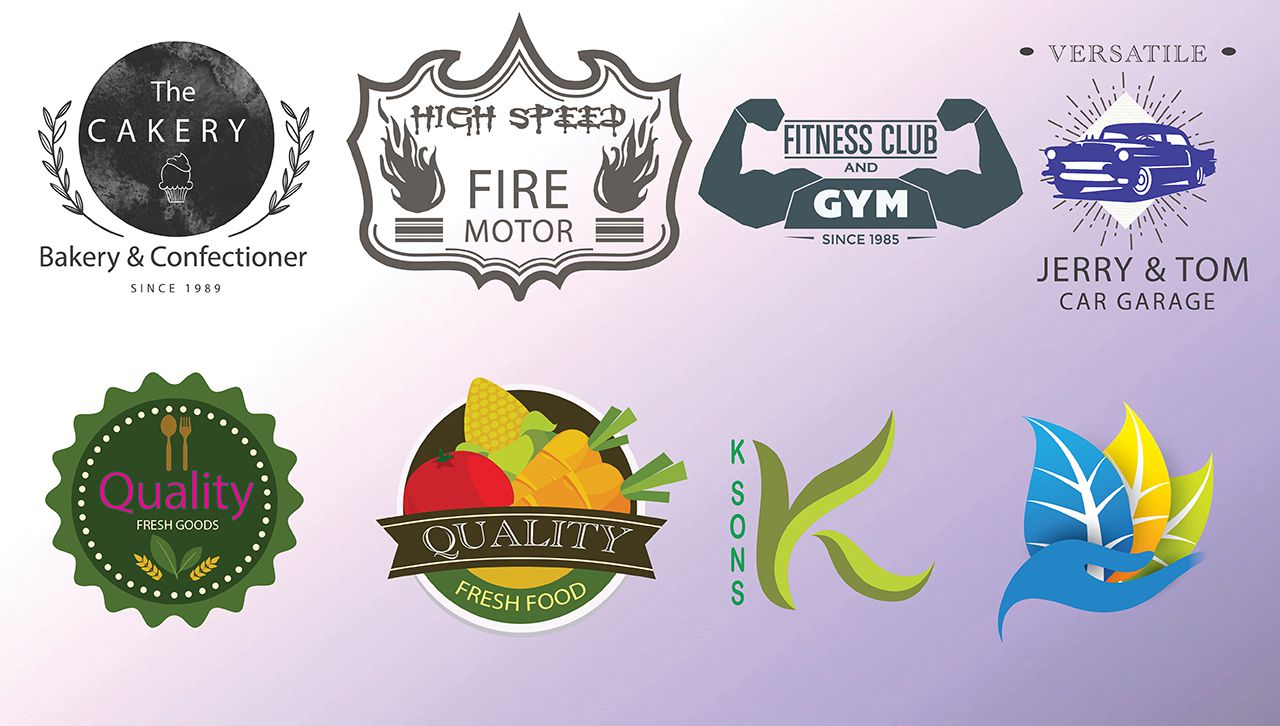 The
CAKERY
Bakery & Confectioner
SINCE 1989
HIGH SPEED
FIRE
MOTOR
FITNESS CLUB
AND
GYM
SINCE 1985
VERSATILE
JERRY & TOM
CAR GARAGE
Quality
FRESH GOODS
QUALITY
FRESH FOOD
K SONS